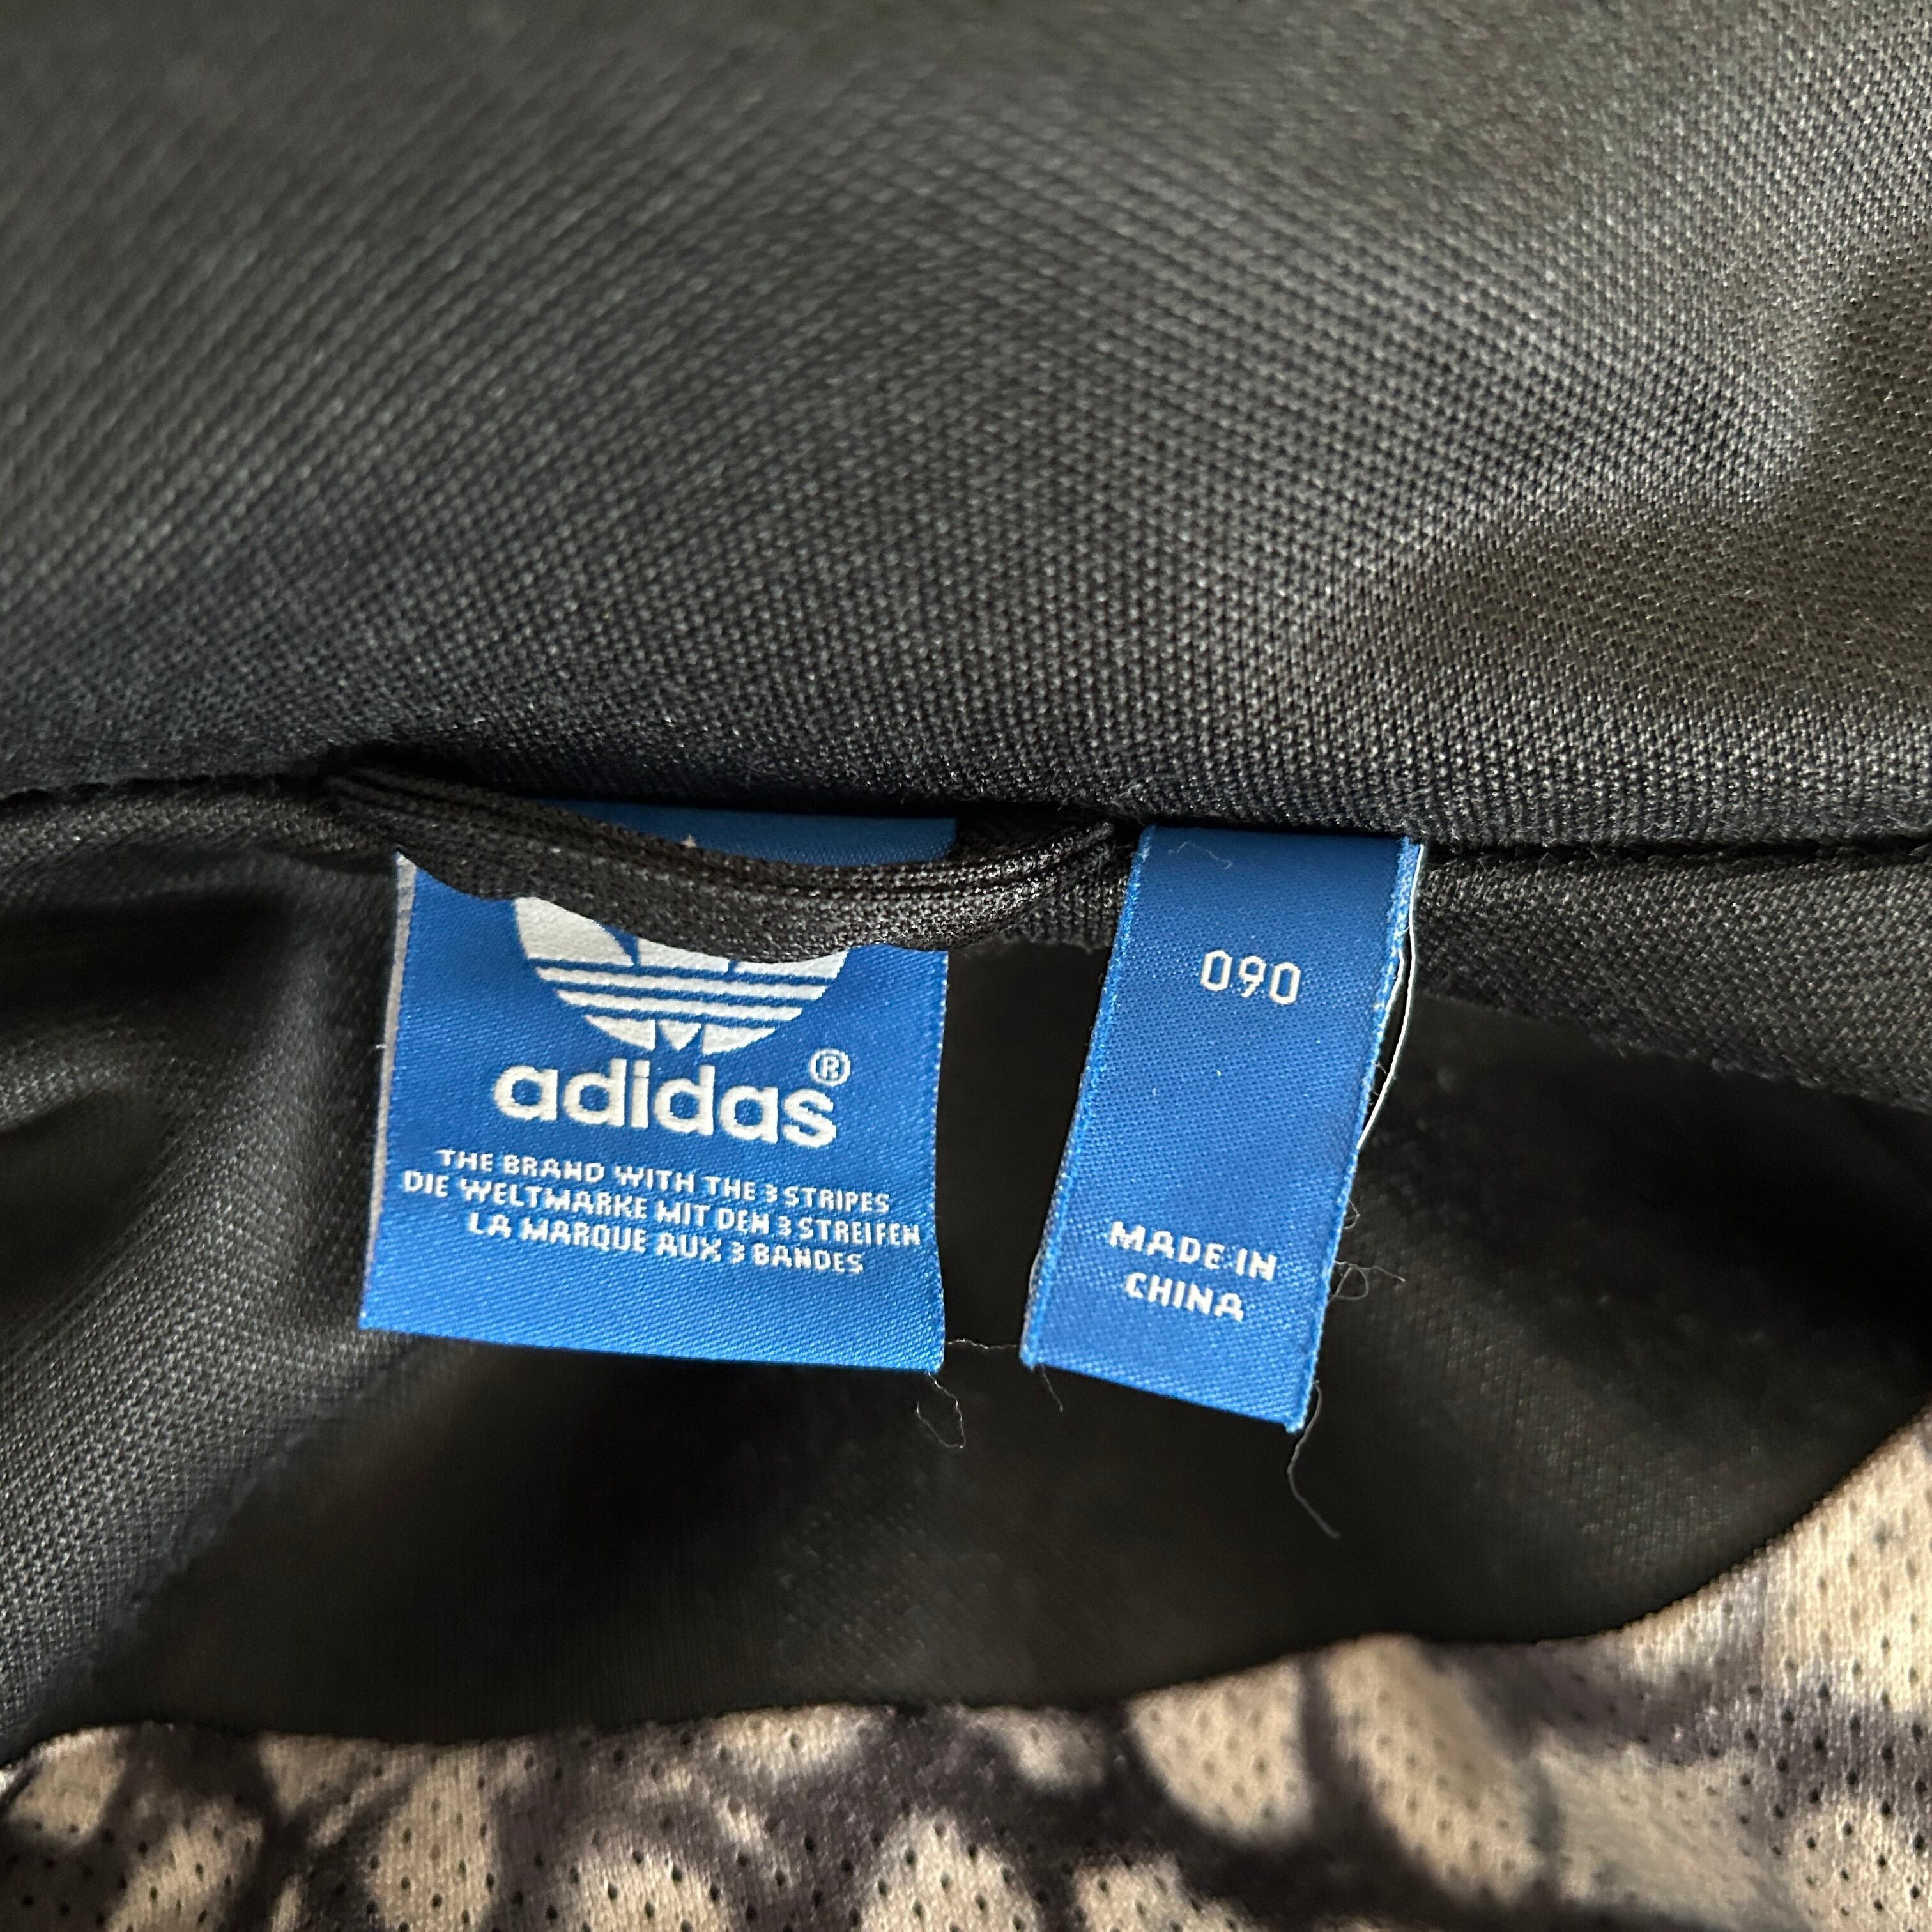 adidas®
THE BRAND WITH THE 3 STRIPES
DIE WELTMARKE MIT DEN 3 STREIFEN
LA MARQUE AUX 3 BANDES
090
MADE IN
CHINA